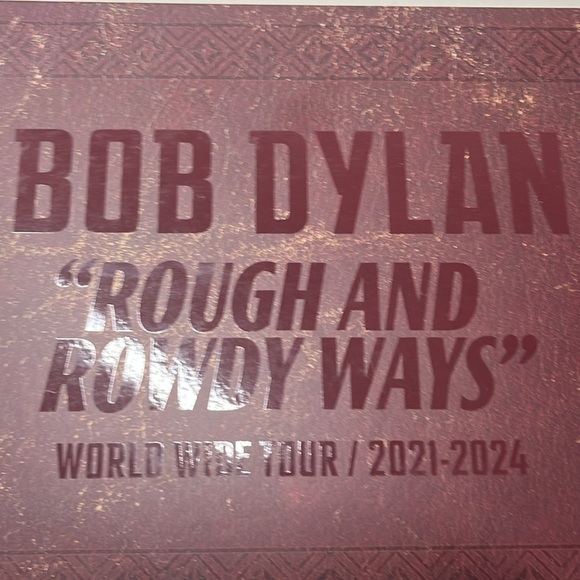 BOB DYLAN
“ROUGH AND
ROWDY WAYS”
WORLD WIDE TOUR / 2021-2024